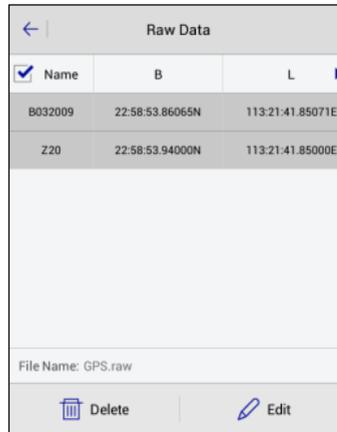 Raw Data
Name B L
B032009 22:58:53.86065N 113:21:41.85071E
Z20 22:58:53.94000N 113:21:41.85000E
File Name: GPS.raw
Delete Edit